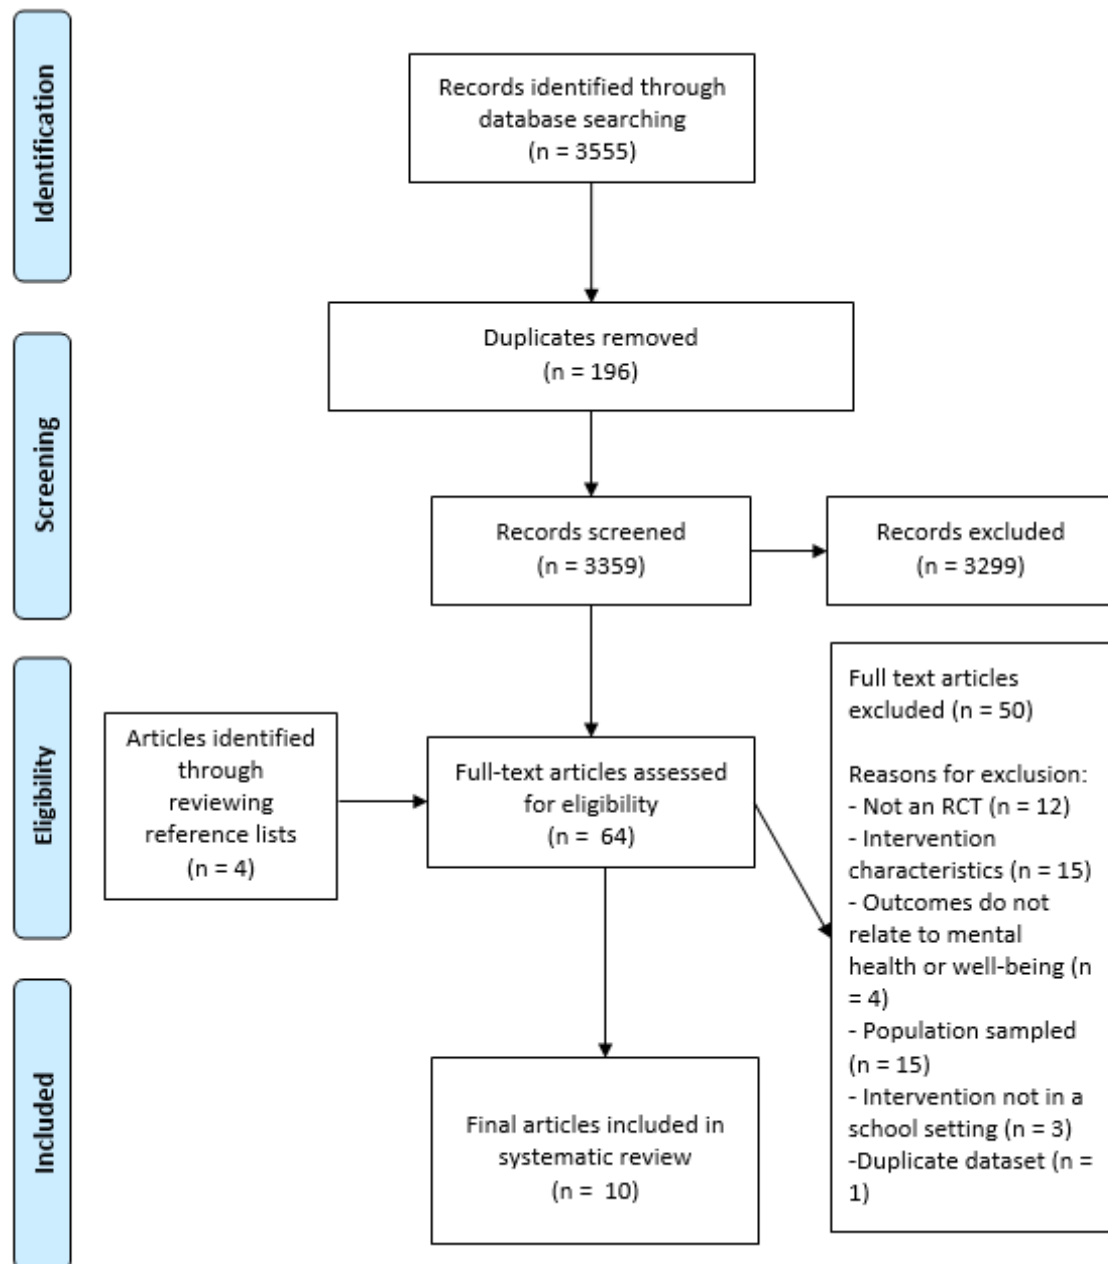 Identification
Records identified through
database searching
(n = 3555)
Duplicates removed
(n = 196)
Screening
Records screened
(n = 3359)
Records excluded
(n = 3299)
Eligibility
Articles identified
through
reviewing
reference lists
(n = 4)
Full-text articles assessed
for eligibility
(n =  64)
Full text articles
excluded (n = 50)
Reasons for exclusion:
- Not an RCT (n = 12)
- Intervention
characteristics (n = 15)
- Outcomes do not
relate to mental
health or well-being (n
= 4)
- Population sampled
(n = 15)
- Intervention not in a
school setting (n = 3)
-Duplicate dataset (n =
1)
Included
Final articles included in
systematic review
(n =  10)